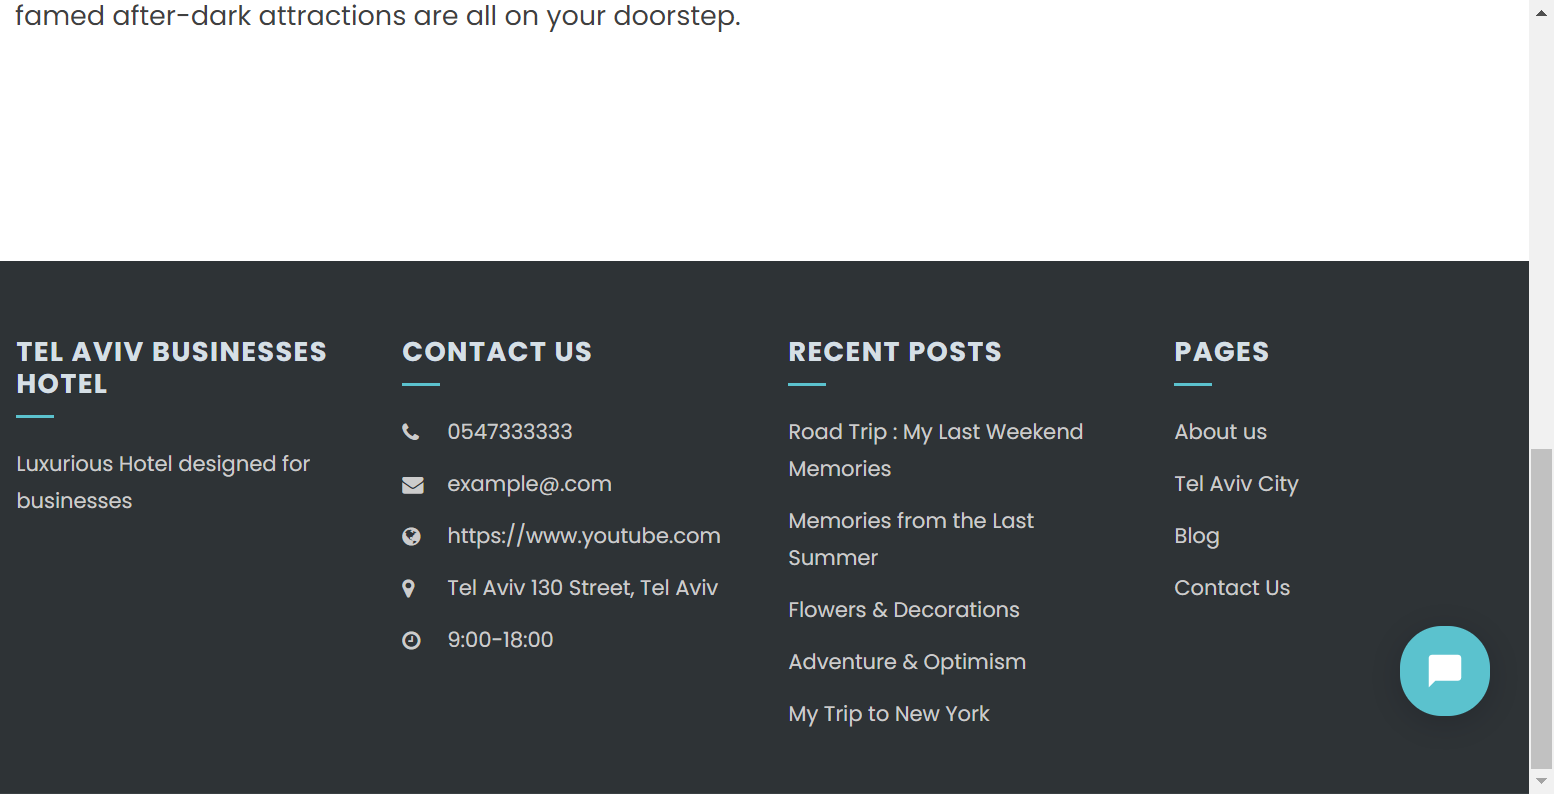 famed after-dark attractions are all on your doorstep.
TEL AVIV BUSINESSES
HOTEL
Luxurious Hotel designed for
businesses
CONTACT US
0547333333
example@.com
https://www.youtube.com
Tel Aviv 130 Street, Tel Aviv
9:00-18:00
RECENT POSTS
Road Trip : My Last Weekend
Memories
Memories from the Last
Summer
Flowers & Decorations
Adventure & Optimism
My Trip to New York
PAGES
About us
Tel Aviv City
Blog
Contact Us